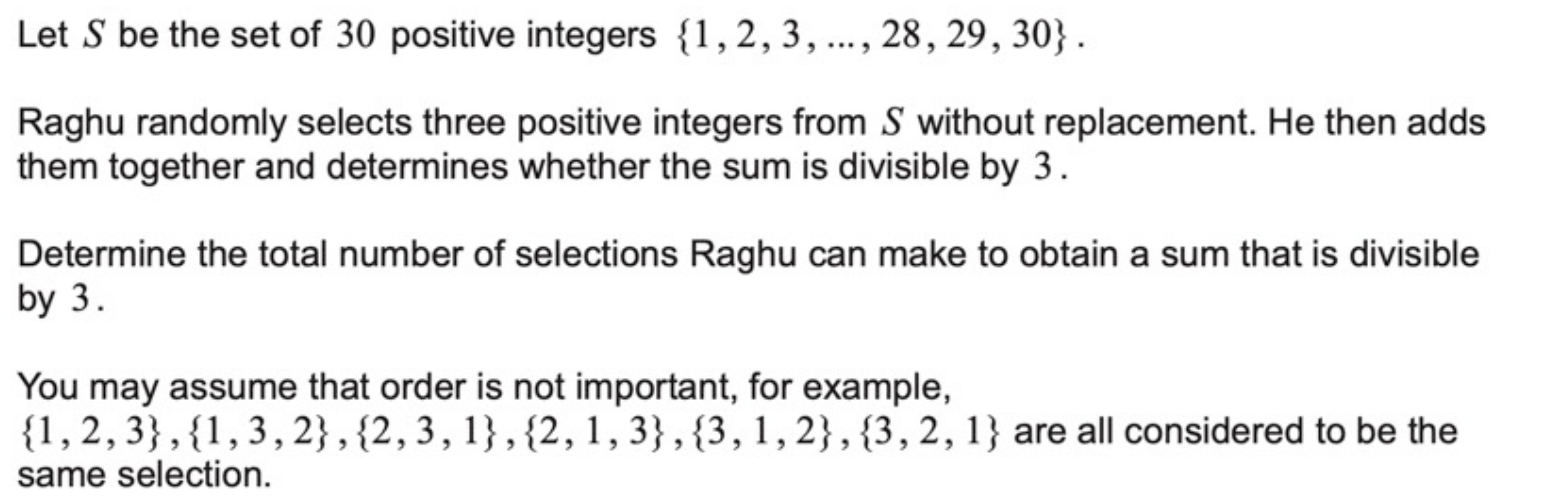 Let S be the set of 30 positive integers {1, 2, 3, ..., 28, 29, 30}.
Raghu randomly selects three positive integers from S without replacement. He then adds
them together and determines whether the sum is divisible by 3.
Determine the total number of selections Raghu can make to obtain a sum that is divisible
by 3.
You may assume that order is not important, for example,
{1, 2, 3}, {1, 3, 2}, {2, 3, 1}, {2, 1, 3}, {3, 1, 2}, {3, 2, 1} are all considered to be the
same selection.